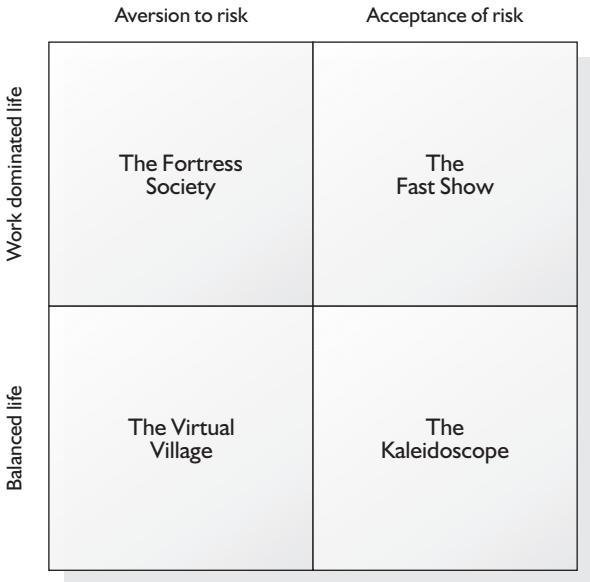 Aversion to risk
Acceptance of risk
Work dominated life
The Fortress
Society
The
Fast Show
Balanced life
The Virtual
Village
The
Kaleidoscope